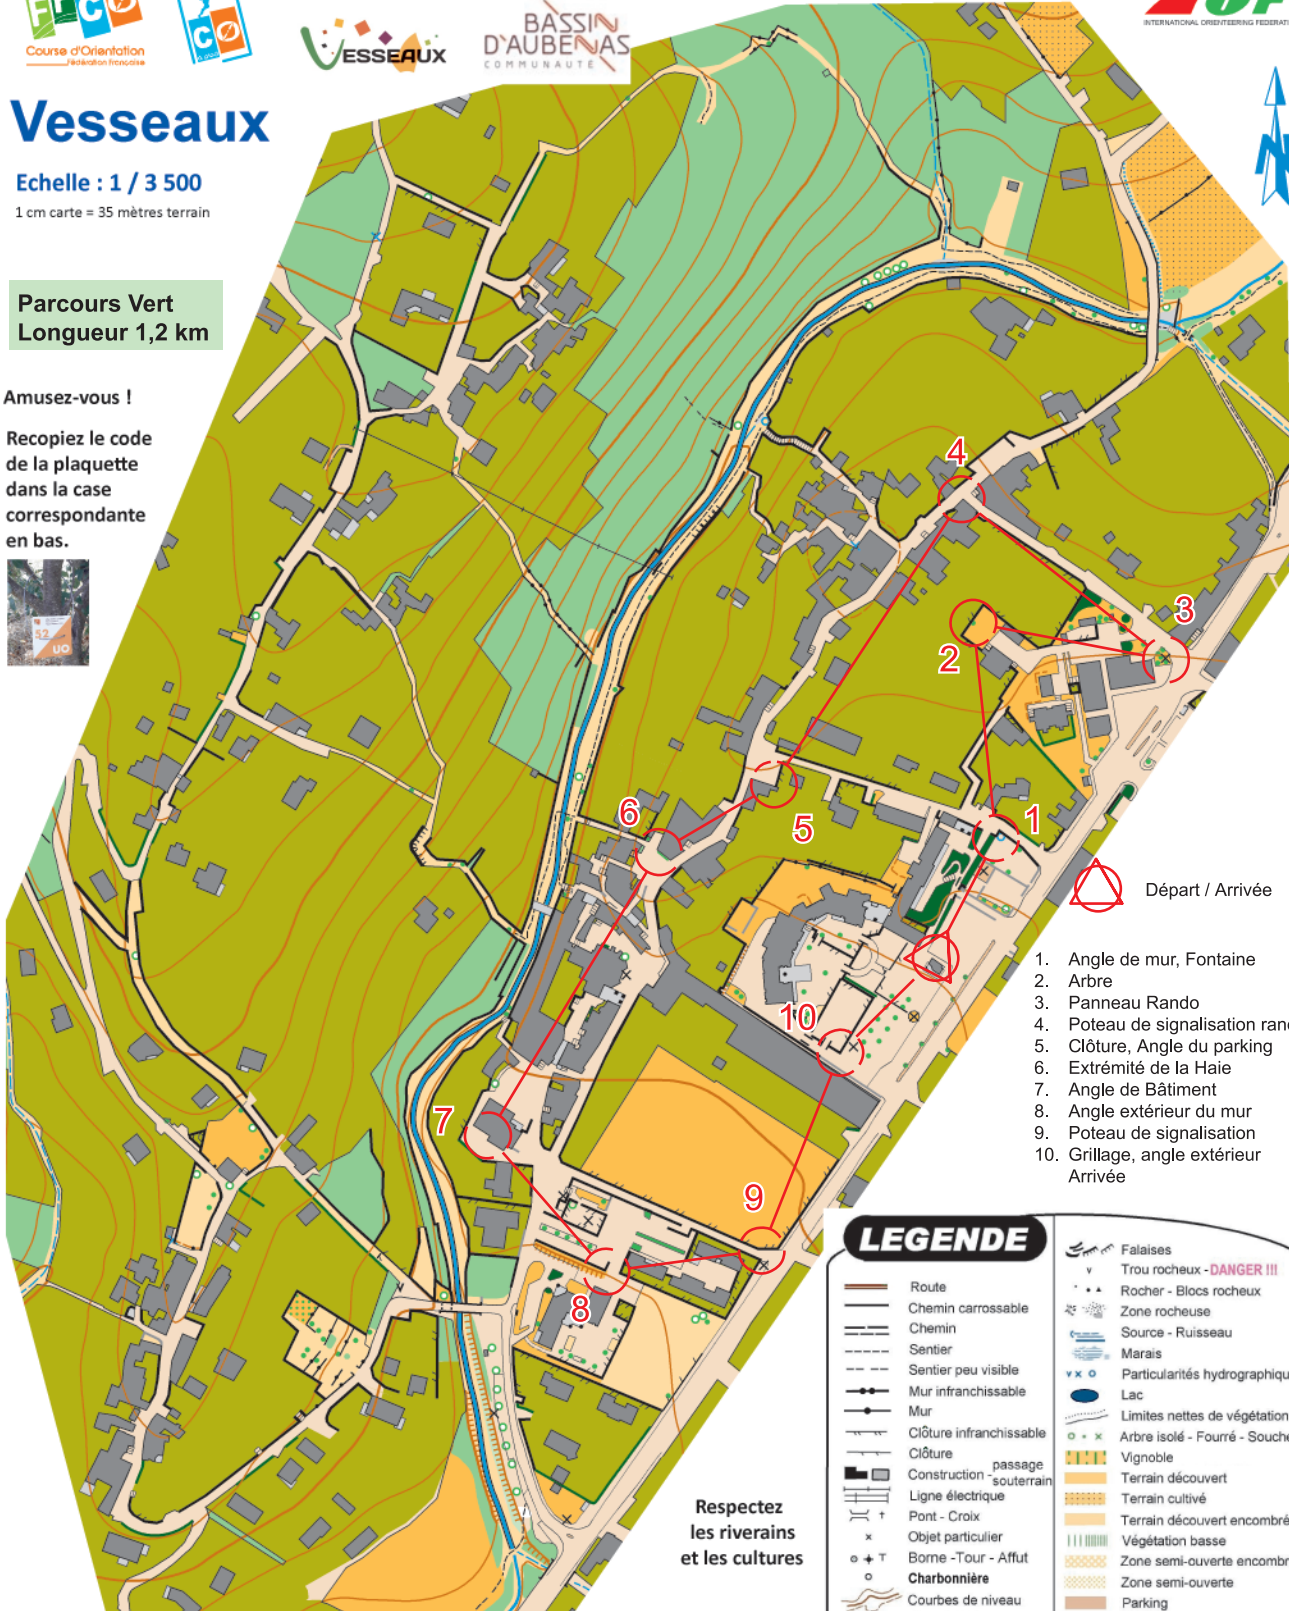 FFCO
Course d'Orientation
Fédération Francaise
CO
VESSEAUX
BASSIN
D'AUBENAS
COMMUNAUTÉ
INTERNATIONAL ORIENTEERING FEDERATI
Vesseaux
Echelle : 1 / 3 500
1 cm carte = 35 mètres terrain
N
Parcours Vert
Longueur 1,2 km
Amusez-vous !
Recopiez le code
de la plaquette
dans la case
correspondante
en bas.
52
UO
4
3
2
1
6
5
10
7
9
8
Départ / Arrivée
1. Angle de mur, Fontaine
2. Arbre
3. Panneau Rando
4. Poteau de signalisation rand
5. Clôture, Angle du parking
6. Extrémité de la Haie
7. Angle de Bâtiment
8. Angle extérieur du mur
9. Poteau de signalisation
10. Grillage, angle extérieur
Arrivée
Respectez
les riverains
et les cultures
LEGENDE
Route
Chemin carrossable
Chemin
Sentier
Sentier peu visible
Mur infranchissable
Mur
Clôture infranchissable
Clôture
Construction - passage
souterrain
Ligne électrique
Pont - Croix
Objet particulier
Borne -Tour - Affut
Charbonnière
Courbes de niveau
Falaises
Trou rocheux - DANGER !!!
Rocher - Blocs rocheux
Zone rocheuse
Source - Ruisseau
Marais
Particularités hydrographiqu
Lac
Limites nettes de végétation
Arbre isolé - Fourré - Souche
Vignoble
Terrain découvert
Terrain cultivé
Terrain découvert encombré
Végétation basse
Zone semi-ouverte encombr
Zone semi-ouverte
Parking